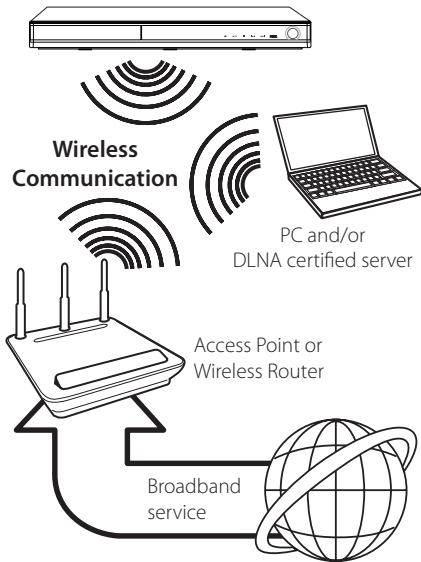 Wireless
Communication
PC and/or
DLNA certified server
Access Point or
Wireless Router
Broadband
service